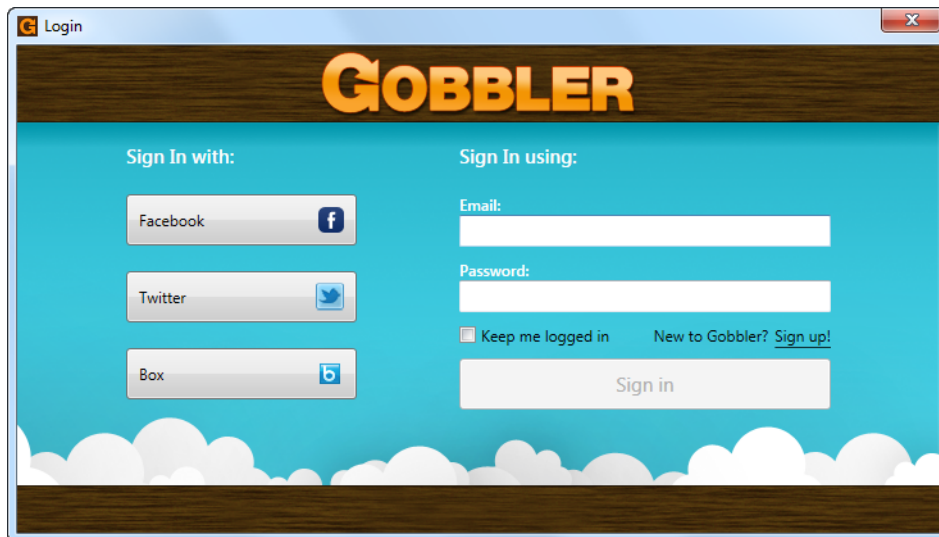 Login
GOBBLER
Sign In with:
Facebook
Twitter
Box
Sign In using:
Email:
Password:
Keep me logged in
New to Gobbler? Sign up!
Sign in